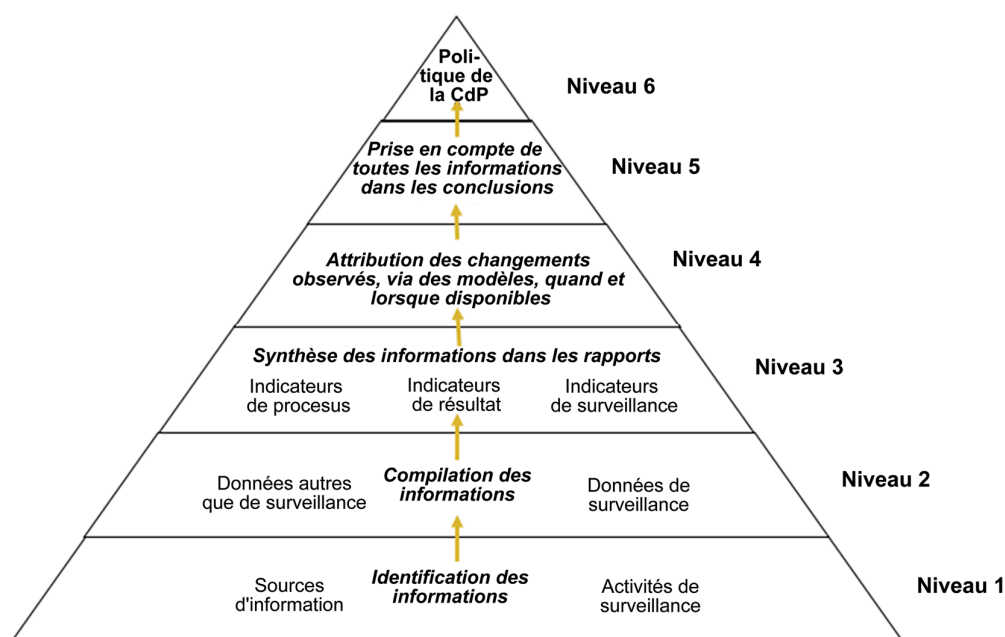 Poli-
tique de
la CdP
Niveau 6
Prise en compte de
toutes les informations
dans les conclusions
Niveau 5
Attribution des changements
observés, via des modèles, quand et
lorsque disponibles
Niveau 4
Synthèse des informations dans les rapports
Indicateurs
de procesus
Indicateurs
de résultat
Indicateurs
de surveillance
Niveau 3
Données autres
que de surveillance
Compilation des
informations
Données de
surveillance
Niveau 2
Sources
d'information
Identification des
informations
Activités de
surveillance
Niveau 1